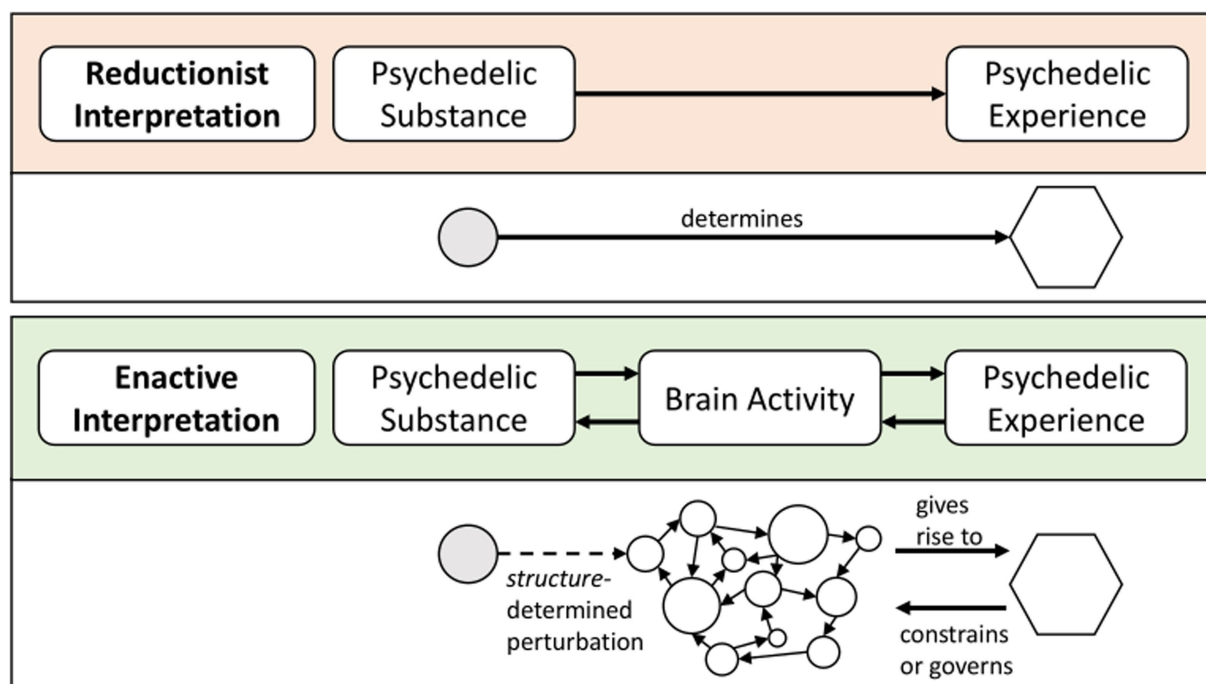 Reductionist
Interpretation
Psychedelic
Substance
Psychedelic
Experience
determines
Enactive
Interpretation
Psychedelic
Substance
Brain Activity
Psychedelic
Experience
structure-
determined
perturbation
gives
rise to
constrains
or governs